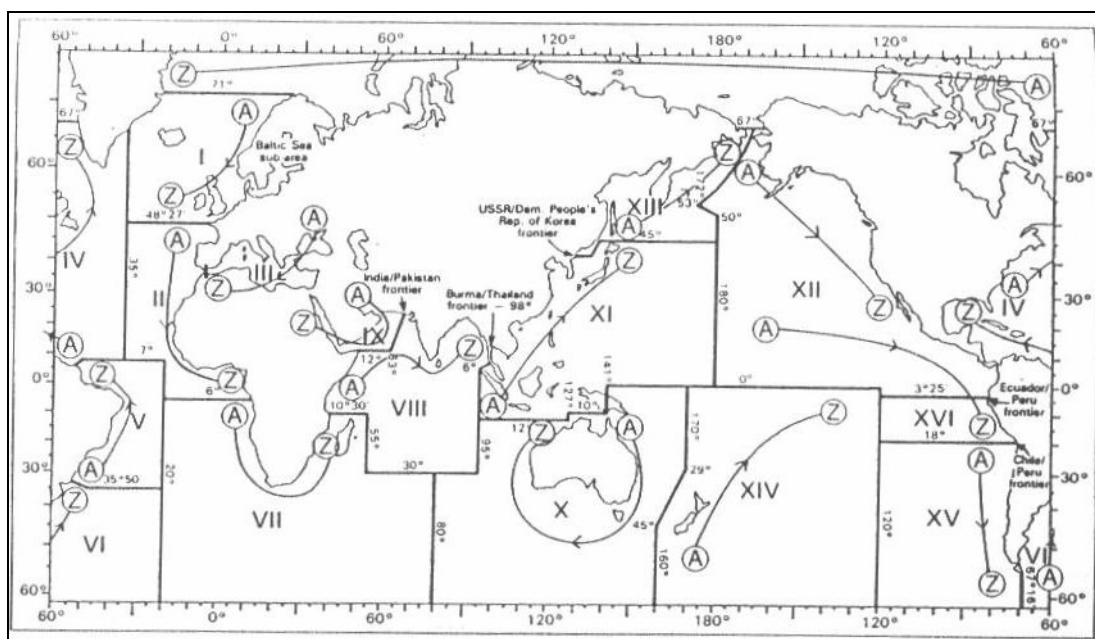 60° 0° 60° 120° 180° 120° 60°
Z
71°
A
67°
A
67°
67°
Z
I
Baltic Sea
sub area
Z
A
60°
60°
Z
172°
XIII
53°
USSR/Dem. People's
Rep. of Korea
frontier
A
45°
50°
48° 27'
A
A
IV
35°
III
Z
II
India/Pakistan
frontier
Z
XII
A
IV
30°
30°
A
Burma/Thailand
frontier – 98°
180°
XI
Z
Z
Z
IX
A
A
7°
12°
63°
Z
6°
141°
Z
6°
A
0°
0°
0°
3° 25'
Ecuador/
Peru
frontier
V
A
10° 30'
VIII
A
127°
10°
Z
XVI
Z
12°
Z
A
18°
Z
55°
95°
170°
Chile/
Peru
frontier
A
30°
35° 50'
20°
30°
29°
A
30°
Z
VII
X
XIV
XV
VI
80°
45°
160°
A
120°
VI
67° 16'
Z
A
60°
60°
60° 0° 60° 120° 180° 120° 60°